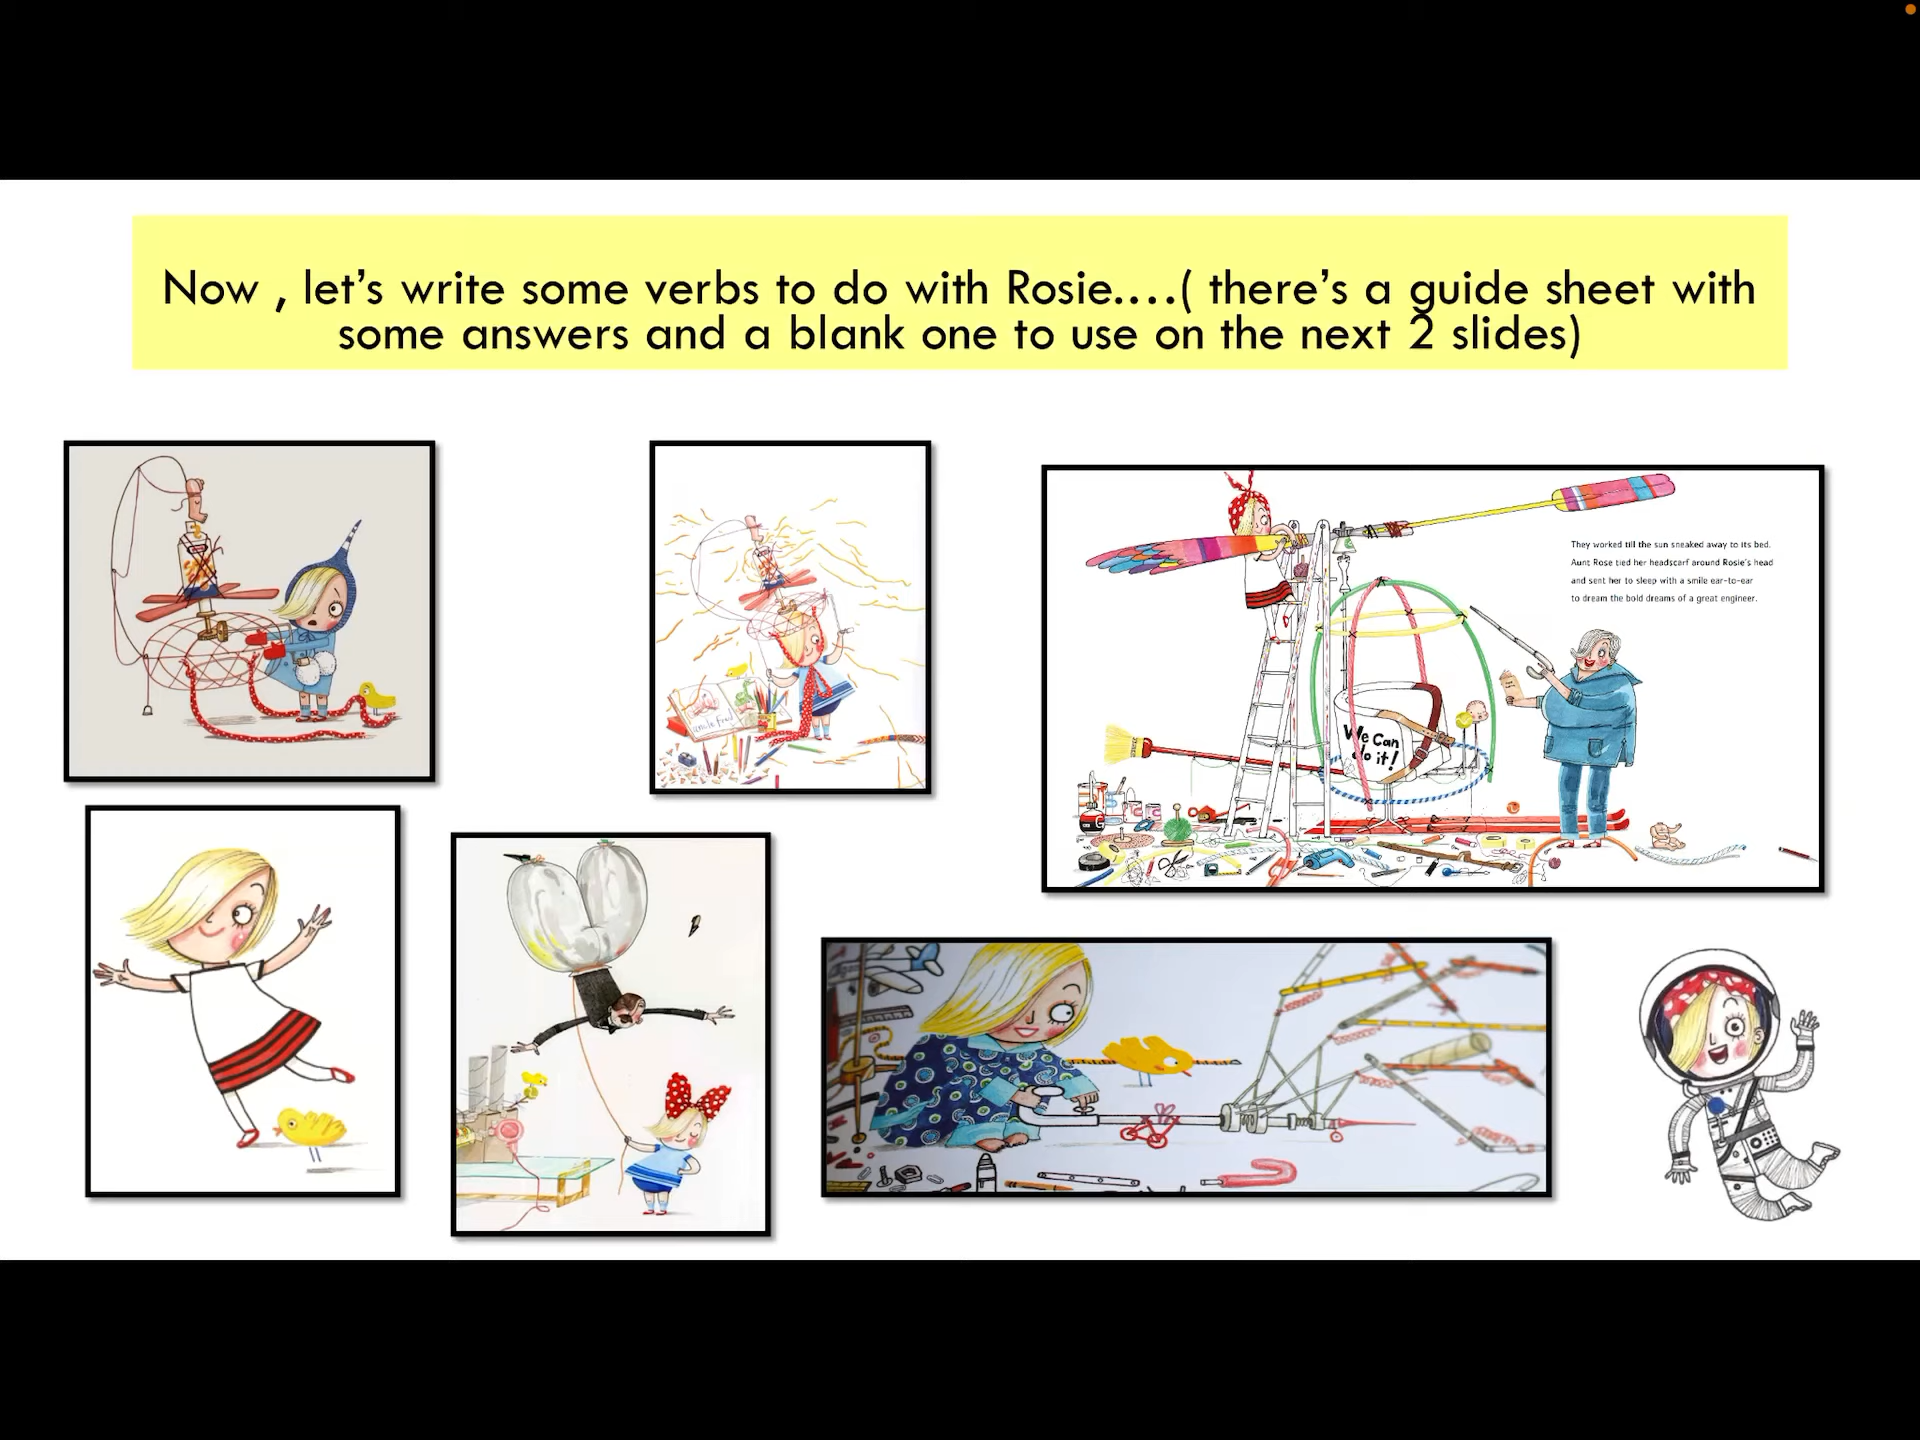 Now , let's write some verbs to do with Rosie....( there's a guide sheet with
some answers and a blank one to use on the next 2 slides)
They worked till the sun sneaked away to its bed.
Aunt Rose tied her headscarf around Rosie's head
and sent her to sleep with a smile ear-to-ear
to dream the bold dreams of a great engineer.
We Can
do it!
uncle fred